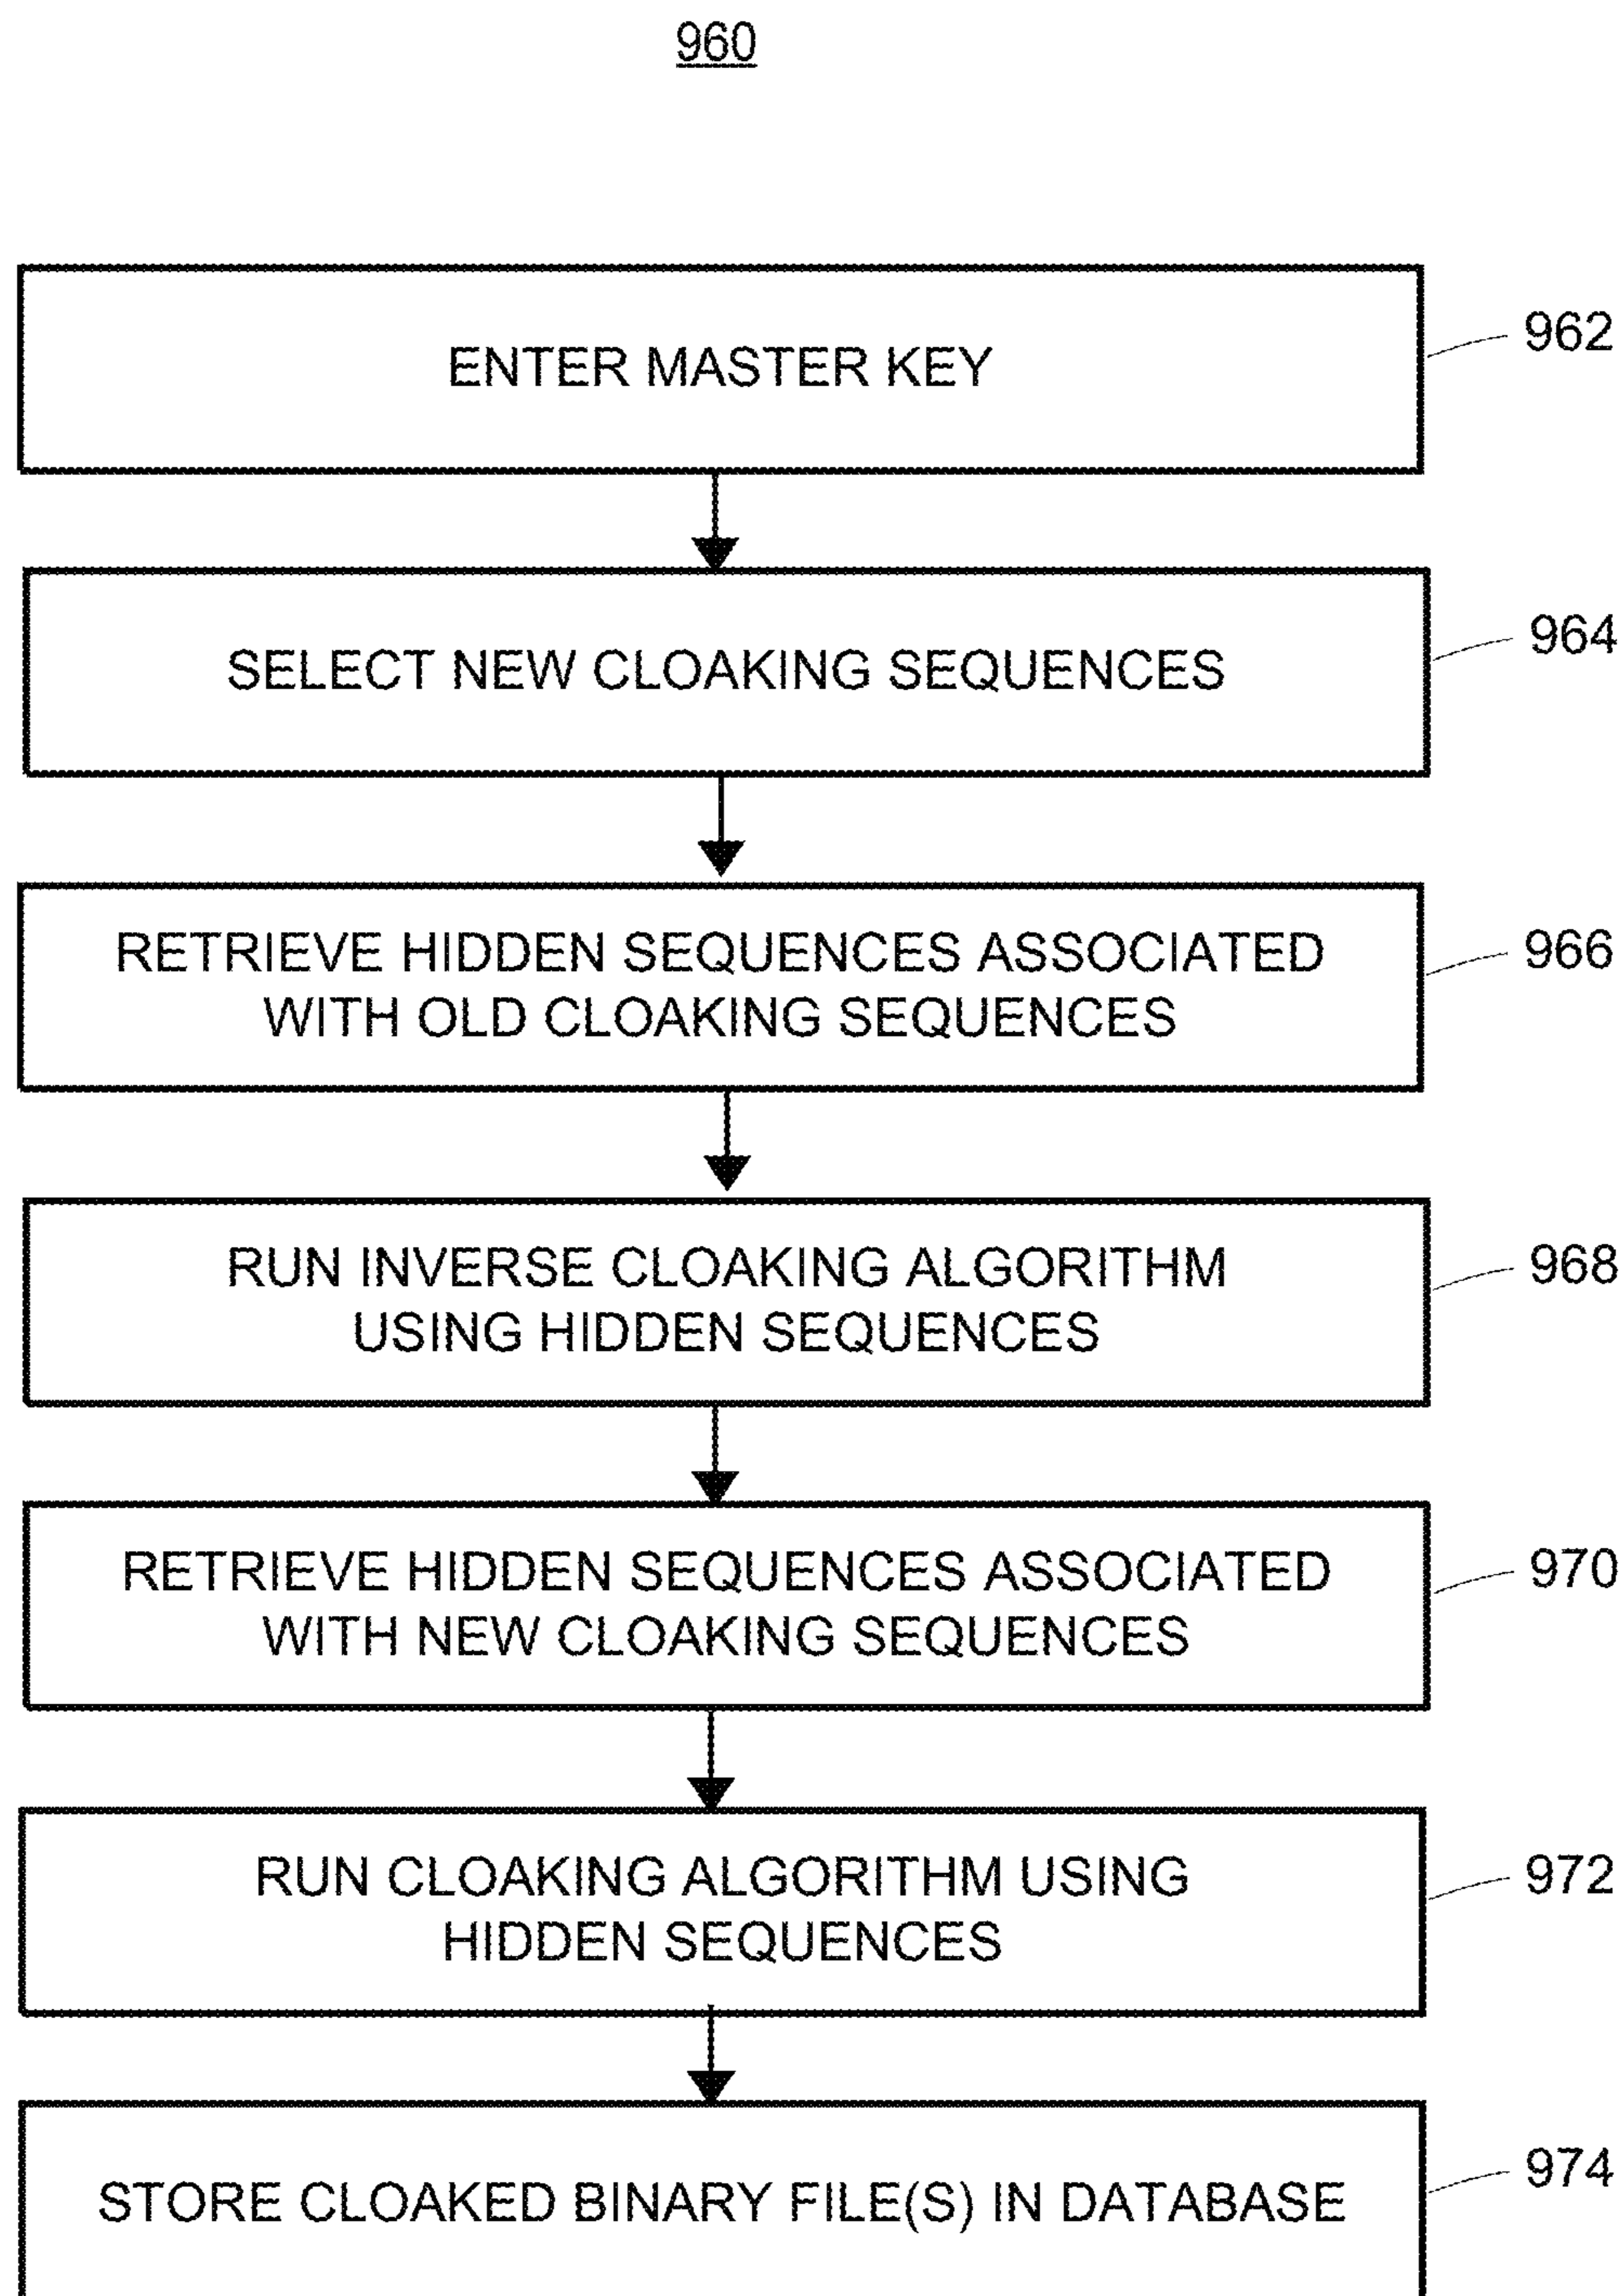 960
ENTER MASTER KEY
962
SELECT NEW CLOAKING SEQUENCES
964
RETRIEVE HIDDEN SEQUENCES ASSOCIATED
WITH OLD CLOAKING SEQUENCES
966
RUN INVERSE CLOAKING ALGORITHM
USING HIDDEN SEQUENCES
968
RETRIEVE HIDDEN SEQUENCES ASSOCIATED
WITH NEW CLOAKING SEQUENCES
970
RUN CLOAKING ALGORITHM USING
HIDDEN SEQUENCES
972
STORE CLOAKED BINARY FILE(S) IN DATABASE
974